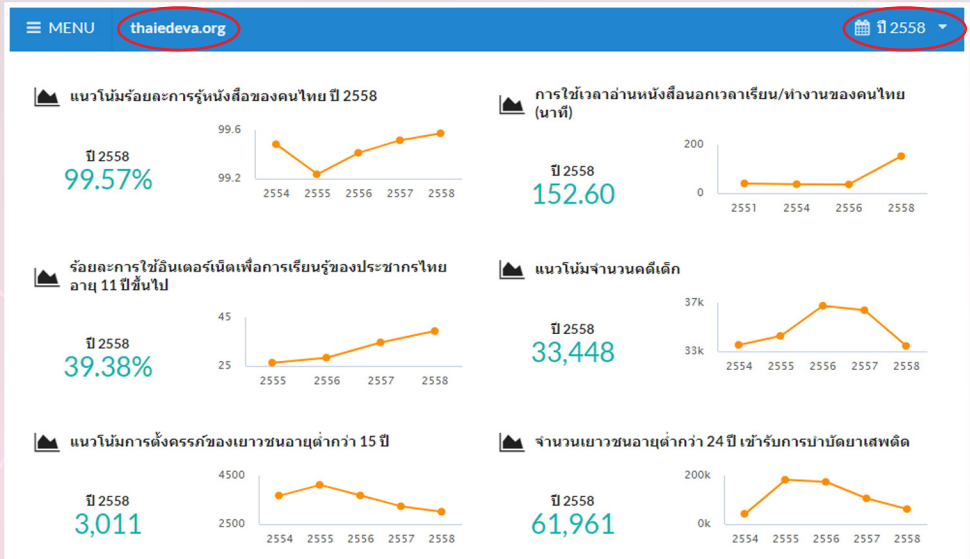 MENU thaiedeva.org ปี 2558
แนวโน้มร้อยละการรู้หนังสือของคนไทย ปี 2558
ปี 2558
99.57%
99.6
99.2
2554 2555 2556 2557 2558
การใช้เวลาอ่านหนังสือนอกเวลาเรียน/ทำงานของคนไทย
(นาที)
ปี 2558
152.60
200
0
2551 2554 2556 2558
ร้อยละการใช้อินเตอร์เน็ตเพื่อการเรียนรู้ของประชากรไทย
อายุ 11 ปีขึ้นไป
ปี 2558
39.38%
45
25
2555 2556 2557 2558
แนวโน้มจำนวนคดีเด็ก
ปี 2558
33,448
37k
33k
2554 2555 2556 2557 2558
แนวโน้มการตั้งครรภ์ของเยาวชนอายุต่ำกว่า 15 ปี
ปี 2558
3,011
4500
2500
2554 2555 2556 2557 2558
จำนวนเยาวชนอายุต่ำกว่า 24 ปี เข้ารับการบำบัดยาเสพติด
ปี 2558
61,961
200k
0k
2554 2555 2556 2557 2558